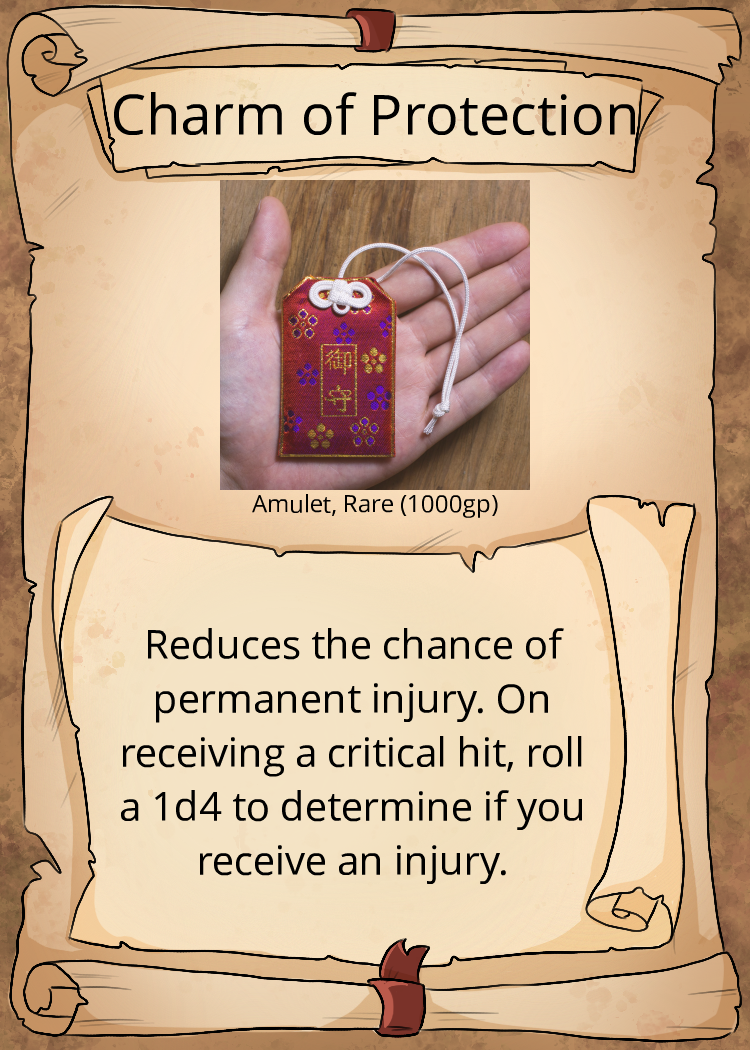 Charm of Protection
御
守
Amulet, Rare (1000gp)
Reduces the chance of
permanent injury. On
receiving a critical hit, roll
a 1d4 to determine if you
receive an injury.